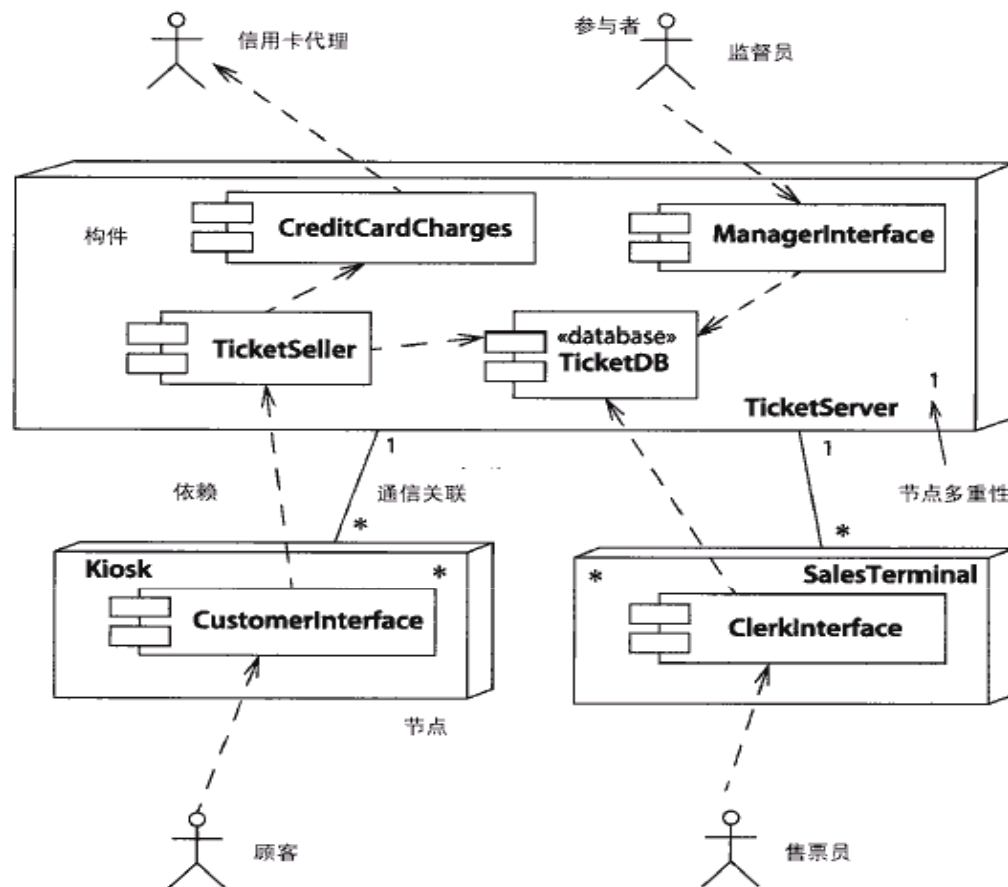 信用卡代理
参与者
监督员
构件
CreditCardCharges
ManagerInterface
TicketSeller
«database»
TicketDB
1
TicketServer
1
1
依赖
通信关联
节点多重性
*
*
Kiosk
*
*
SalesTerminal
CustomerInterface
ClerkInterface
节点
顾客
售票员